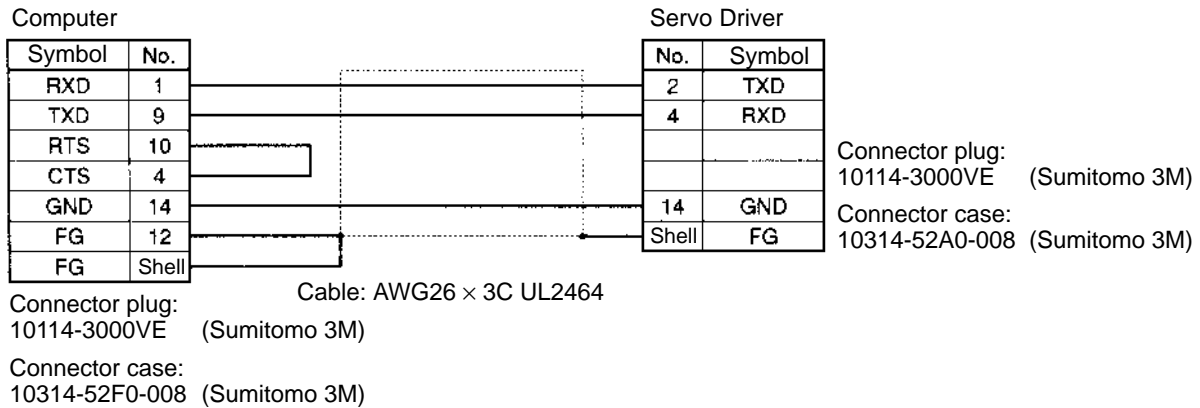 Computer
Symbol No.
RXD 1
TXD 9
RTS 10
CTS 4
GND 14
FG 12
FG Shell
Connector plug:
10114-3000VE (Sumitomo 3M)
Connector case:
10314-52F0-008 (Sumitomo 3M)
Cable: AWG26 × 3C UL2464
Servo Driver
No. Symbol
2 TXD
4 RXD
14 GND
Shell FG
Connector plug:
10114-3000VE (Sumitomo 3M)
Connector case:
10314-52A0-008 (Sumitomo 3M)